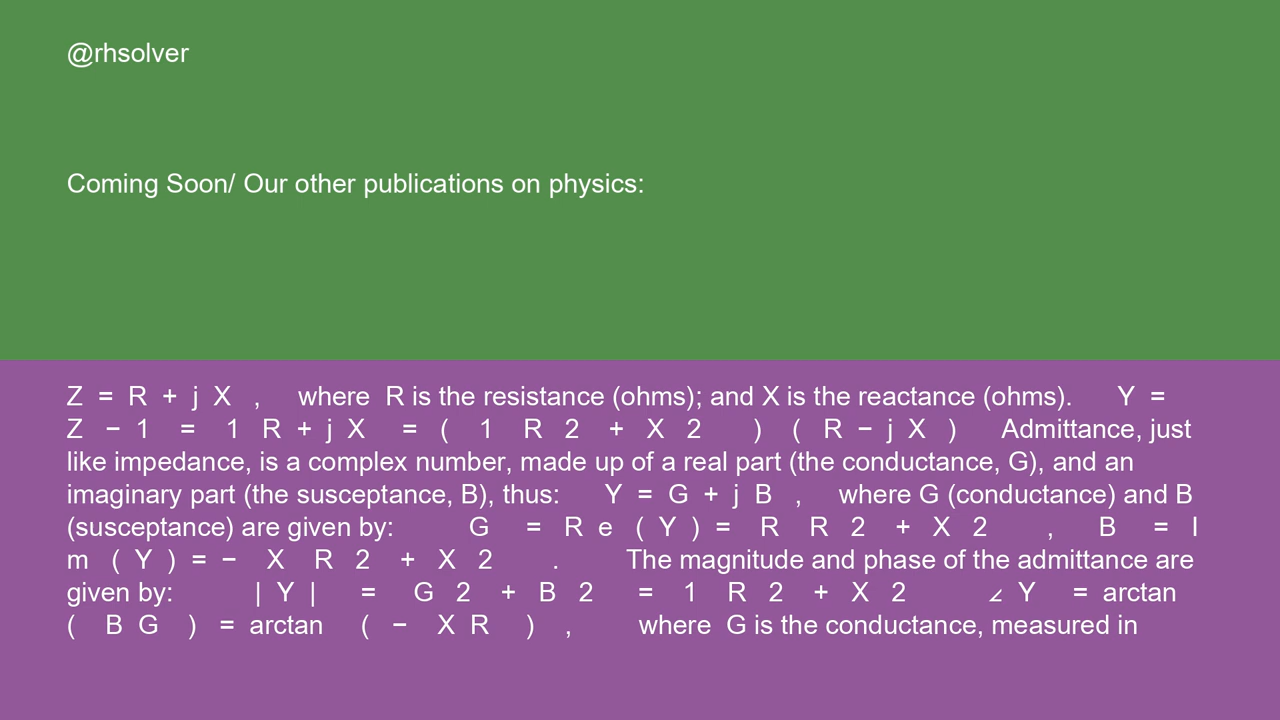 @rhsolver
Coming Soon/ Our other publications on physics:
Z = R + j X , where R is the resistance (ohms); and X is the reactance (ohms). Y =
Z − 1 = 1 R + j X = ( 1 R 2 + X 2 ) ( R − j X ) Admittance, just
like impedance, is a complex number, made up of a real part (the conductance, G), and an
imaginary part (the susceptance, B), thus: Y = G + j B , where G (conductance) and B
(susceptance) are given by: G = R e ( Y ) = R R 2 + X 2 , B = I
m ( Y ) = − X R 2 + X 2 . The magnitude and phase of the admittance are
given by: | Y | = G 2 + B 2 = 1 R 2 + X 2 ∠ Y = arctan
( B G ) = arctan ( − X R ) , where G is the conductance, measured in